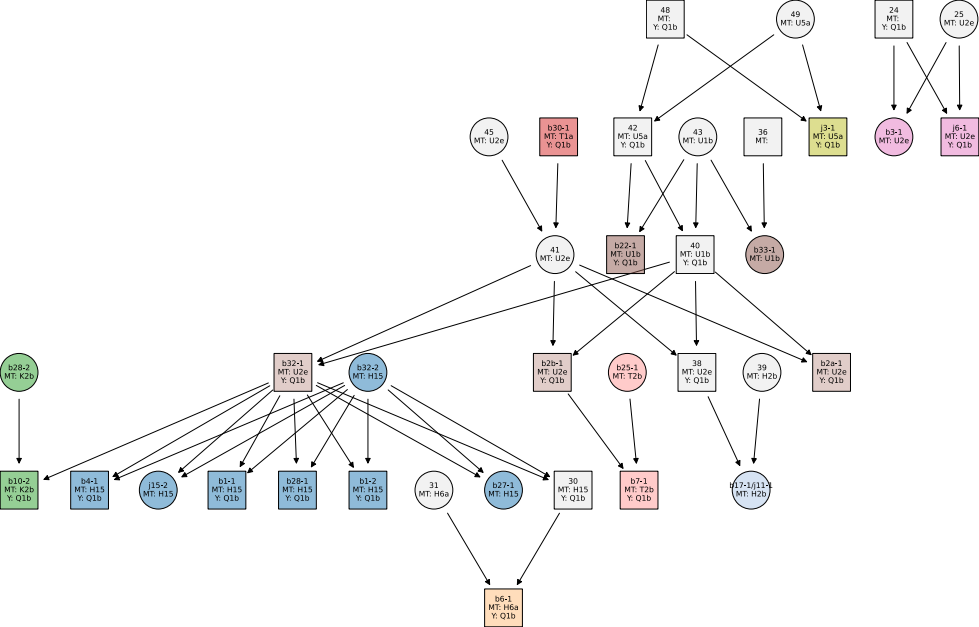 48
MT:
Y: Q1b
49
MT: U5a
24
MT:
Y: Q1b
25
MT: U2e
45
MT: U2e
b30-1
MT: T1a
Y: Q1b
42
MT: U5a
Y: Q1b
43
MT: U1b
36
MT:
j3-1
MT: U5a
Y: Q1b
b3-1
MT: U2e
j6-1
MT: U2e
Y: Q1b
41
MT: U2e
b22-1
MT: U1b
Y: Q1b
40
MT: U1b
Y: Q1b
b33-1
MT: U1b
b28-2
MT: K2b
b32-1
MT: U2e
Y: Q1b
b32-2
MT: H15
b2b-1
MT: U2e
Y: Q1b
b25-1
MT: T2b
38
MT: U2e
Y: Q1b
39
MT: H2b
b2a-1
MT: U2e
Y: Q1b
b10-2
MT: K2b
Y: Q1b
b4-1
MT: H15
Y: Q1b
j15-2
MT: H15
b1-1
MT: H15
Y: Q1b
b28-1
MT: H15
Y: Q1b
b1-2
MT: H15
Y: Q1b
31
MT: H6a
b27-1
MT: H15
30
MT: H15
Y: Q1b
b7-1
MT: T2b
Y: Q1b
b17-1/j11-1
MT: H2b
b6-1
MT: H6a
Y: Q1b